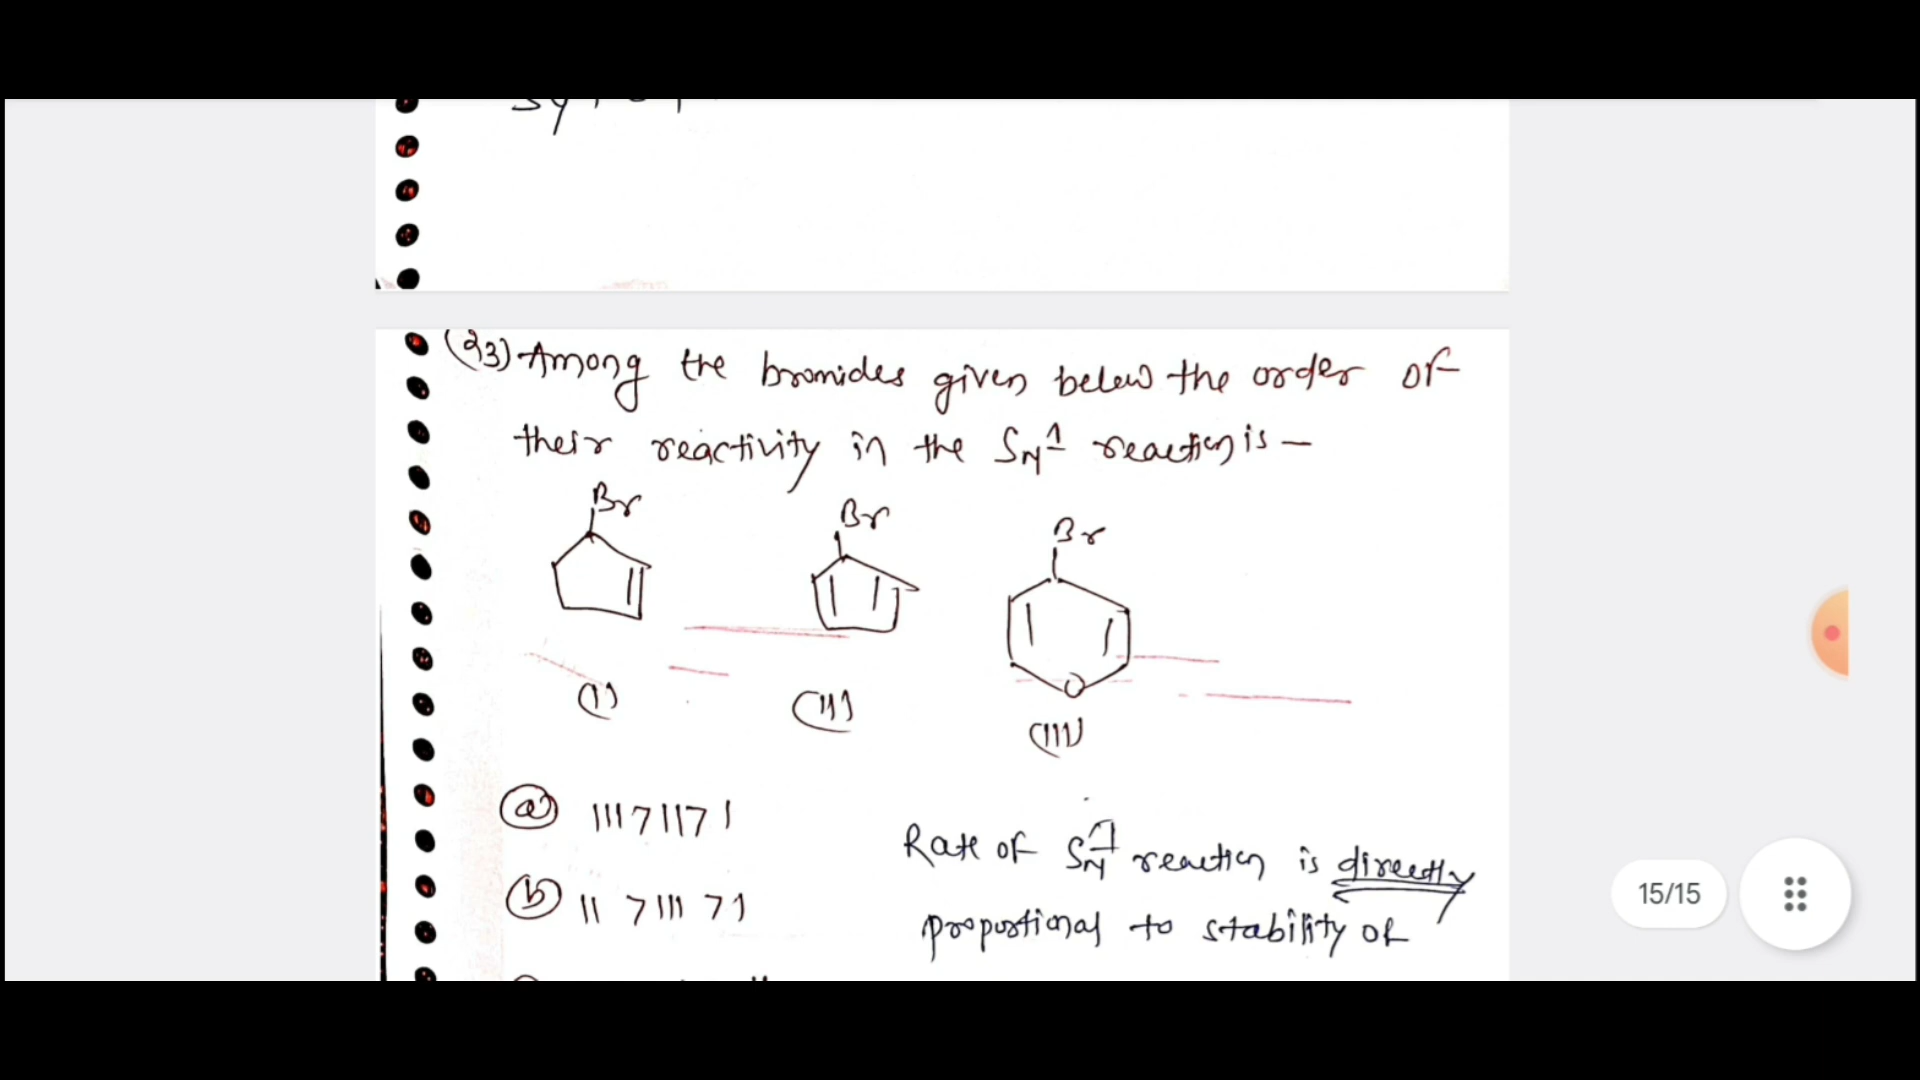 (23) Among the bromides given below the order of
their reactivity in the SN1 reaction is —
Br
Br
Br
O
(I)
(II)
(III)
(a) III > II > I
Rate of SN1 reaction is directly
(b) II > III > I
proportional to stability of
15/15